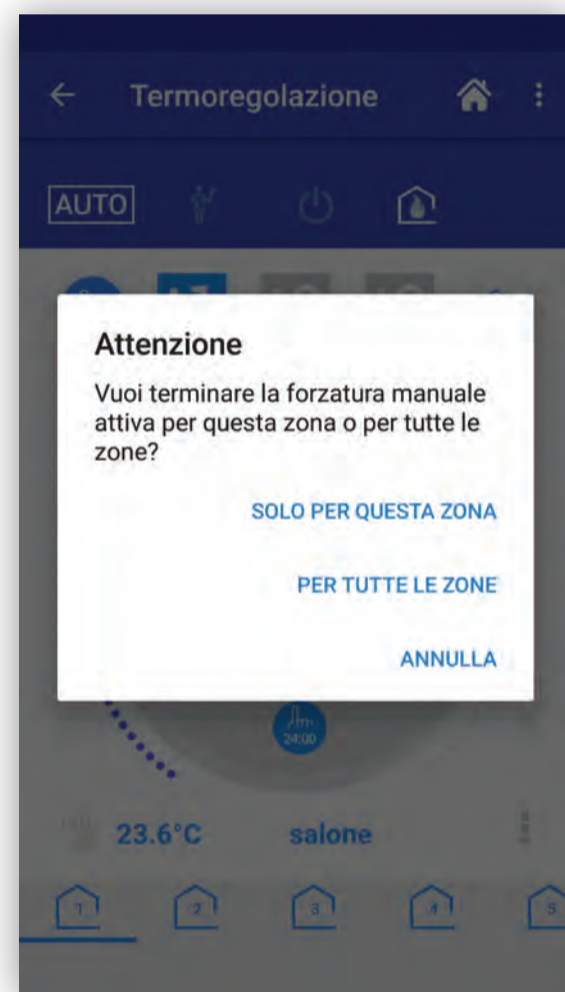 Termoregolazione
AUTO
Attenzione
Vuoi terminare la forzatura manuale
attiva per questa zona o per tutte le
zone?
SOLO PER QUESTA ZONA
PER TUTTE LE ZONE
ANNULLA
24:00
23.6°C salone
1 2 3 4 5